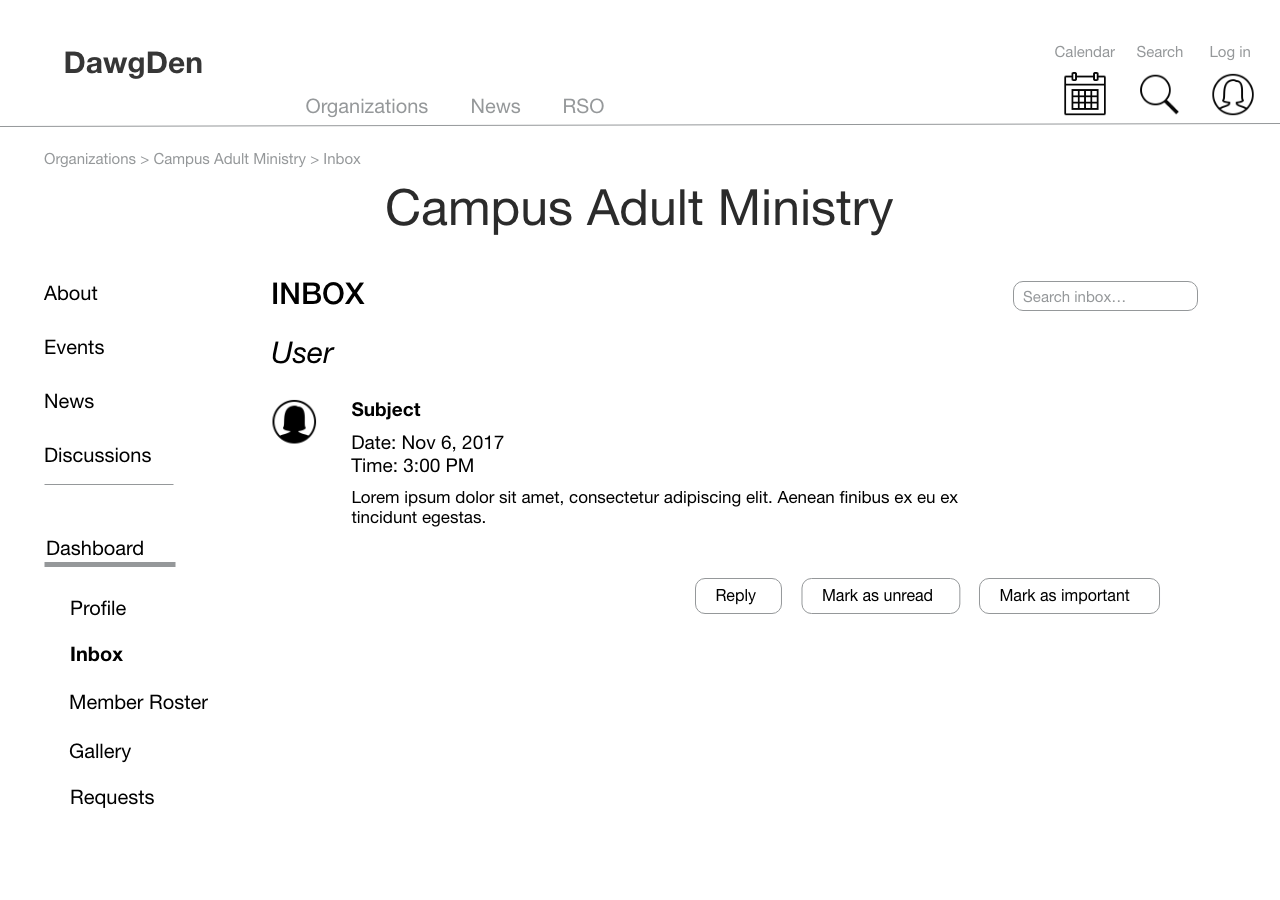 DawgDen
Calendar Search Log in
Organizations News RSO
Organizations > Campus Adult Ministry > Inbox
Campus Adult Ministry
About
Events
News
Discussions
Dashboard
Profile
Inbox
Member Roster
Gallery
Requests
INBOX
Search inbox...
User
Subject
Date: Nov 6, 2017
Time: 3:00 PM
Lorem ipsum dolor sit amet, consectetur adipiscing elit. Aenean finibus ex eu ex
tincidunt egestas.
Reply Mark as unread Mark as important